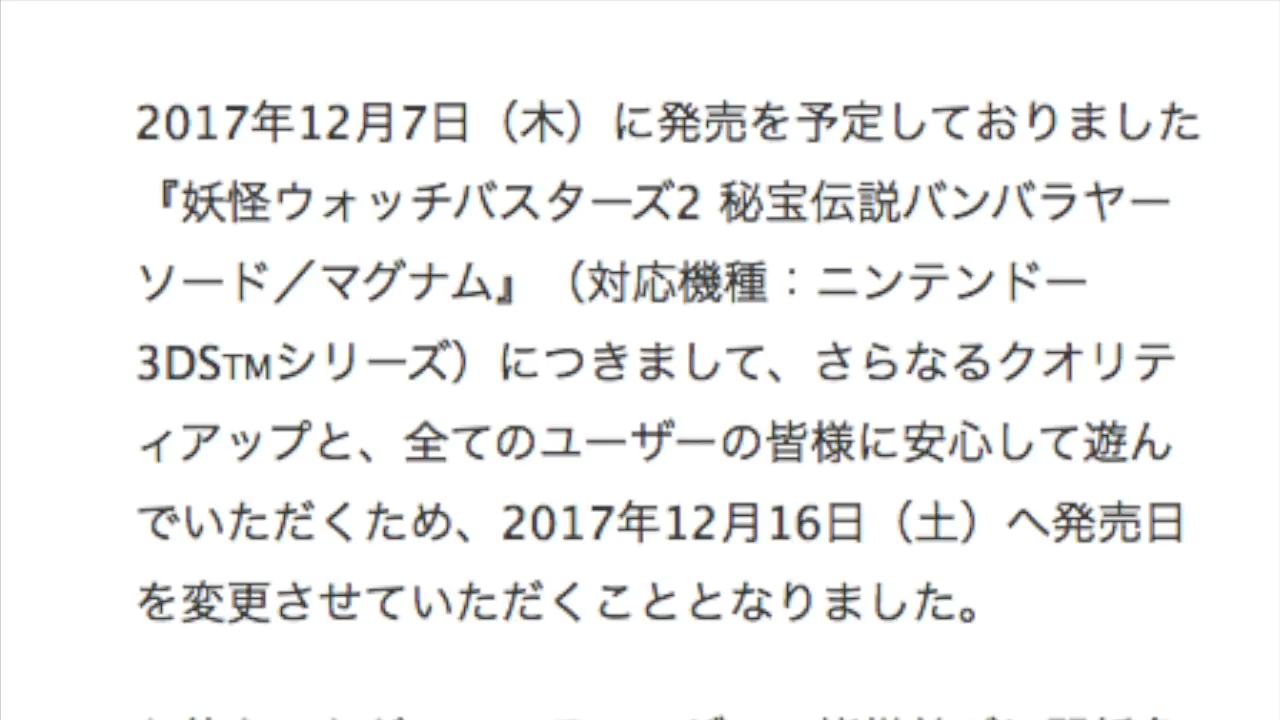 2017年12月7日（木）に発売を予定しておりました
『妖怪ウォッチバスターズ2 秘宝伝説バンバラヤー
ソード／マグナム』（対応機種：ニンテンドー
3DS™シリーズ）につきまして、さらなるクオリテ
ィアップと、全てのユーザーの皆様に安心して遊ん
でいただくため、2017年12月16日（土）へ発売日
を変更させていただくこととなりました。